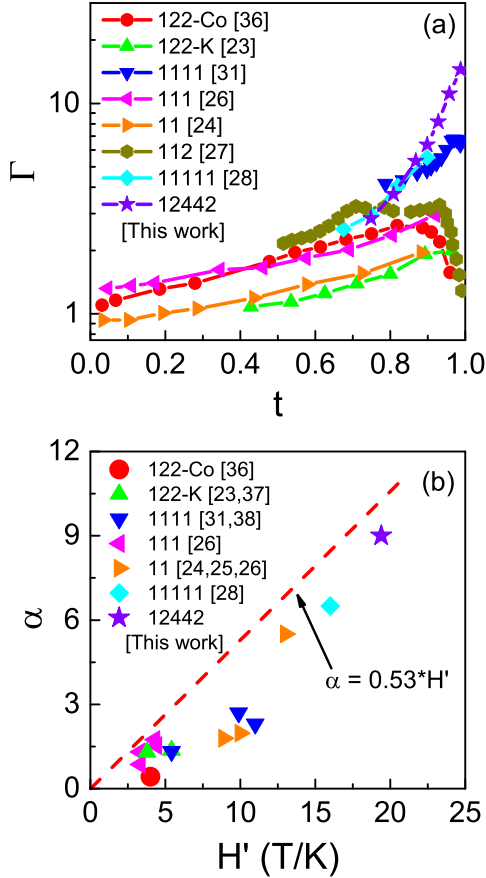 (a)
122-Co [36]
122-K [23]
1111 [31]
111 [26]
11 [24]
112 [27]
11111 [28]
12442
[This work]
10
1
Γ
0.0 0.2 0.4 0.6 0.8 1.0
t
(b)
122-Co [36]
122-K [23,37]
1111 [31,38]
111 [26]
11 [24,25,26]
11111 [28]
12442
[This work]
α = 0.53*H'
12
9
6
3
0
α
0 5 10 15 20 25
H' (T/K)